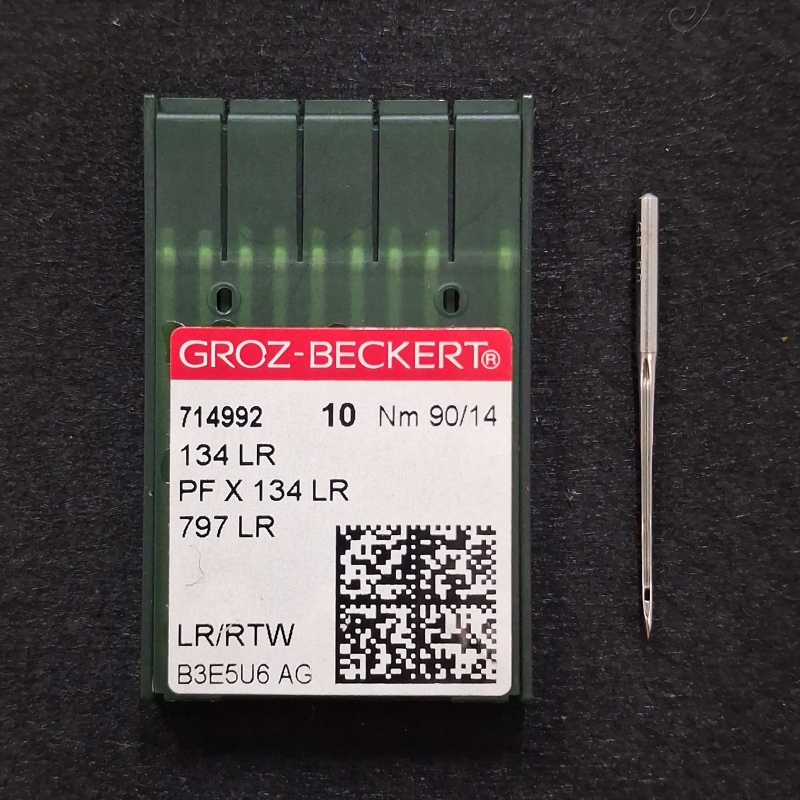 GROZ-BECKERT®
714992 10 Nm 90/14
134 LR
PF X 134 LR
797 LR
LR/RTW
B3E5U6 AG